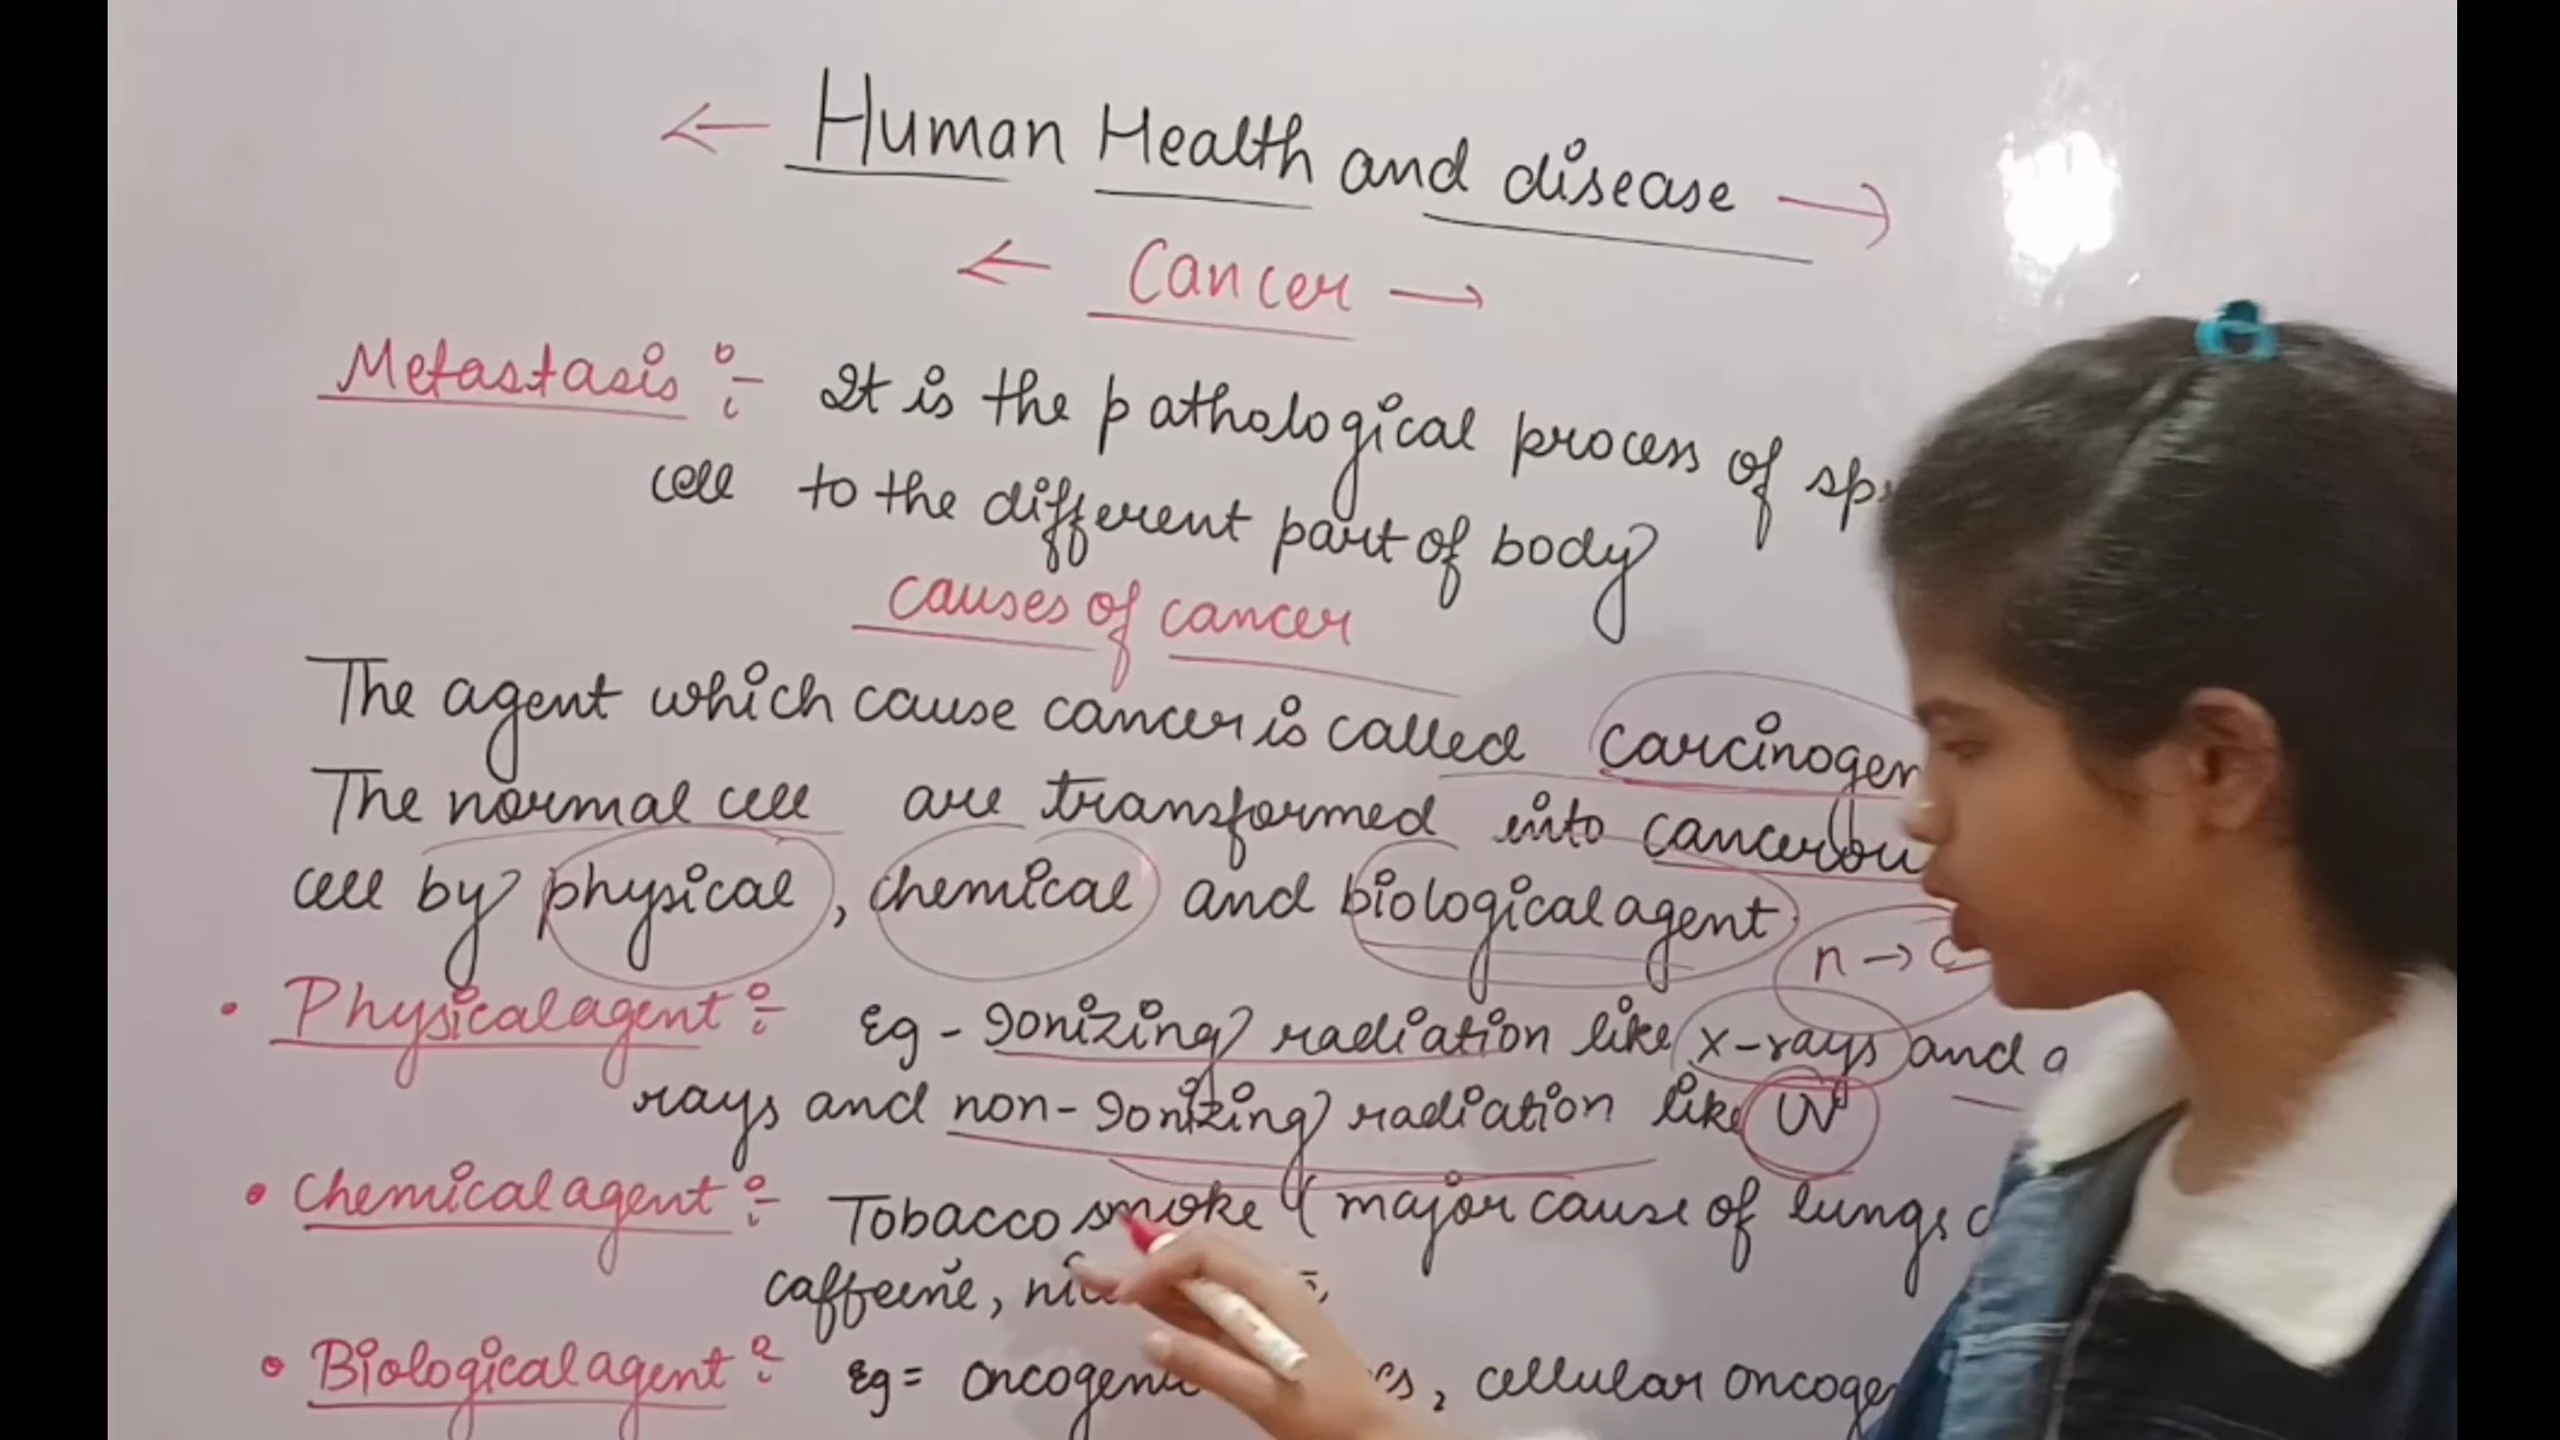 Human Health and disease
Cancer
Metastasis :- It is the pathological process of
cell to the different part of body
causes of cancer
The agent which cause cancer is called carcinogen
The normal cell are transformed into cancerou
cell by physical, chemical and biological agent
n → C
• Physical agent :- Eg - Ionizing radiation like x-rays and
rays and non-Ionizing radiation like UV
• Chemical agent :- Tobacco smoke (major cause of lungs
caffeine,
• Biological agent : Eg = oncogeni , cellular oncoge